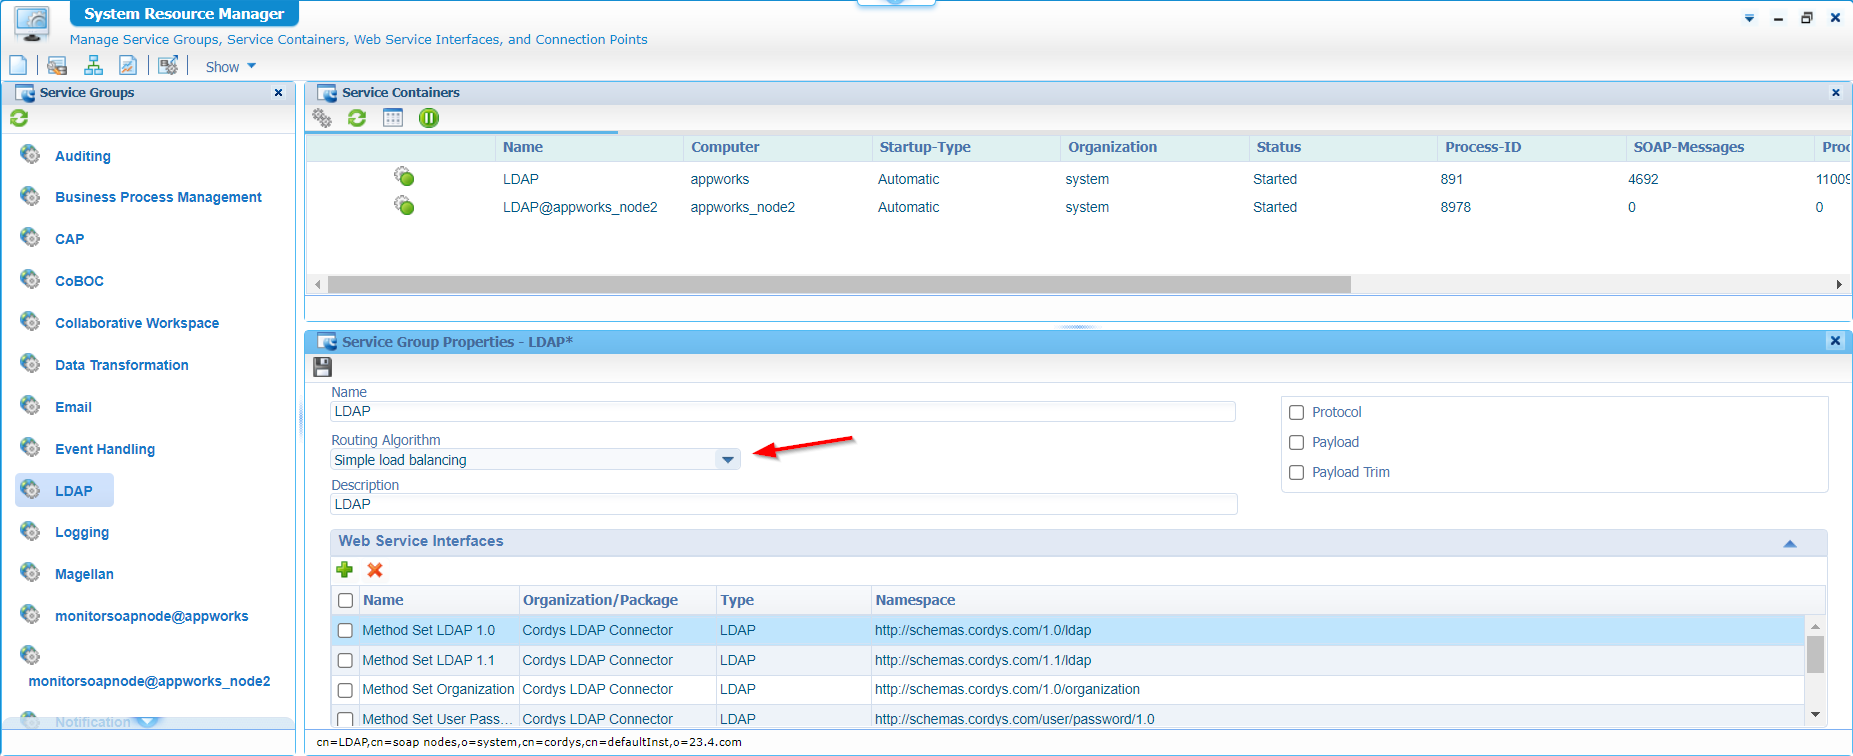 System Resource Manager
Manage Service Groups, Service Containers, Web Service Interfaces, and Connection Points
Show
Service Groups
Auditing
Business Process Management
CAP
CoBOC
Collaborative Workspace
Data Transformation
Email
Event Handling
LDAP
Logging
Magellan
monitorsoapnode@appworks
monitorsoapnode@appworks_node2
Notification
Service Containers
Name Computer Startup-Type Organization Status Process-ID SOAP-Messages Proc
LDAP appworks Automatic system Started 891 4692 11009
LDAP@appworks_node2 appworks_node2 Automatic system Started 8978 0 0
Service Group Properties - LDAP*
Name
LDAP
Routing Algorithm
Simple load balancing
Description
LDAP
Protocol
Payload
Payload Trim
Web Service Interfaces
Name Organization/Package Type Namespace
Method Set LDAP 1.0 Cordys LDAP Connector LDAP http://schemas.cordys.com/1.0/ldap
Method Set LDAP 1.1 Cordys LDAP Connector LDAP http://schemas.cordys.com/1.1/ldap
Method Set Organization Cordys LDAP Connector LDAP http://schemas.cordys.com/1.0/organization
Method Set User Pass... Cordys LDAP Connector LDAP http://schemas.cordys.com/user/password/1.0
cn=LDAP,cn=soap nodes,o=system,cn=cordys,cn=defaultInst,o=23.4.com